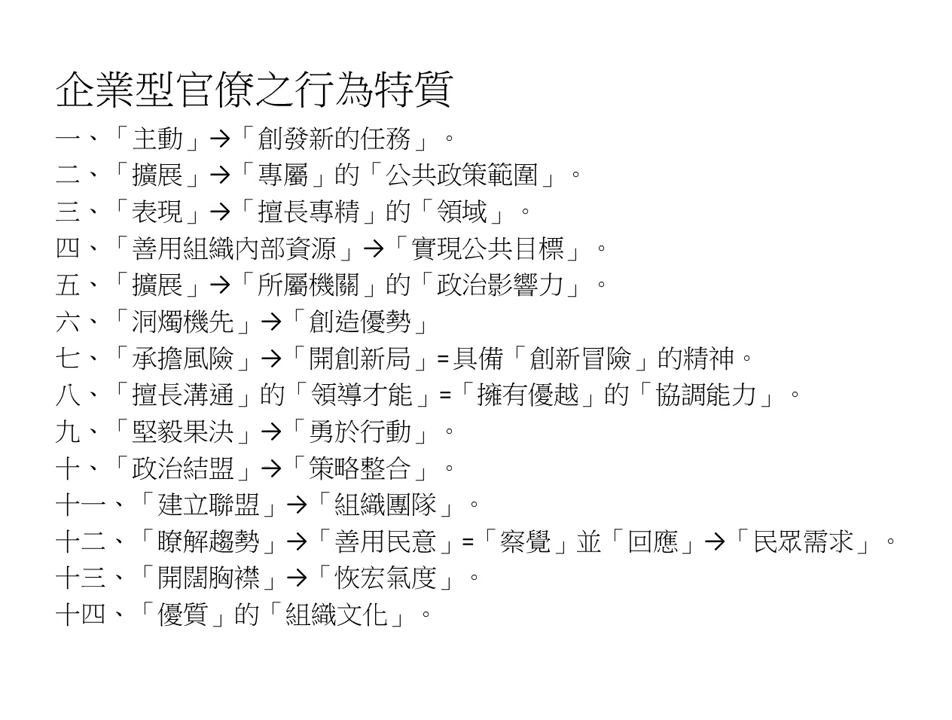 企業型官僚之行為特質
一、「主動」→「創發新的任務」。
二、「擴展」→「專屬」的「公共政策範圍」。
三、「表現」→「擅長專精」的「領域」。
四、「善用組織內部資源」→「實現公共目標」。
五、「擴展」→「所屬機關」的「政治影響力」。
六、「洞燭機先」→「創造優勢」
七、「承擔風險」→「開創新局」=具備「創新冒險」的精神。
八、「擅長溝通」的「領導才能」=「擁有優越」的「協調能力」。
九、「堅毅果決」→「勇於行動」。
十、「政治結盟」→「策略整合」。
十一、「建立聯盟」→「組織團隊」。
十二、「瞭解趨勢」→「善用民意」=「察覺」並「回應」→「民眾需求」。
十三、「開闊胸襟」→「恢宏氣度」。
十四、「優質」的「組織文化」。